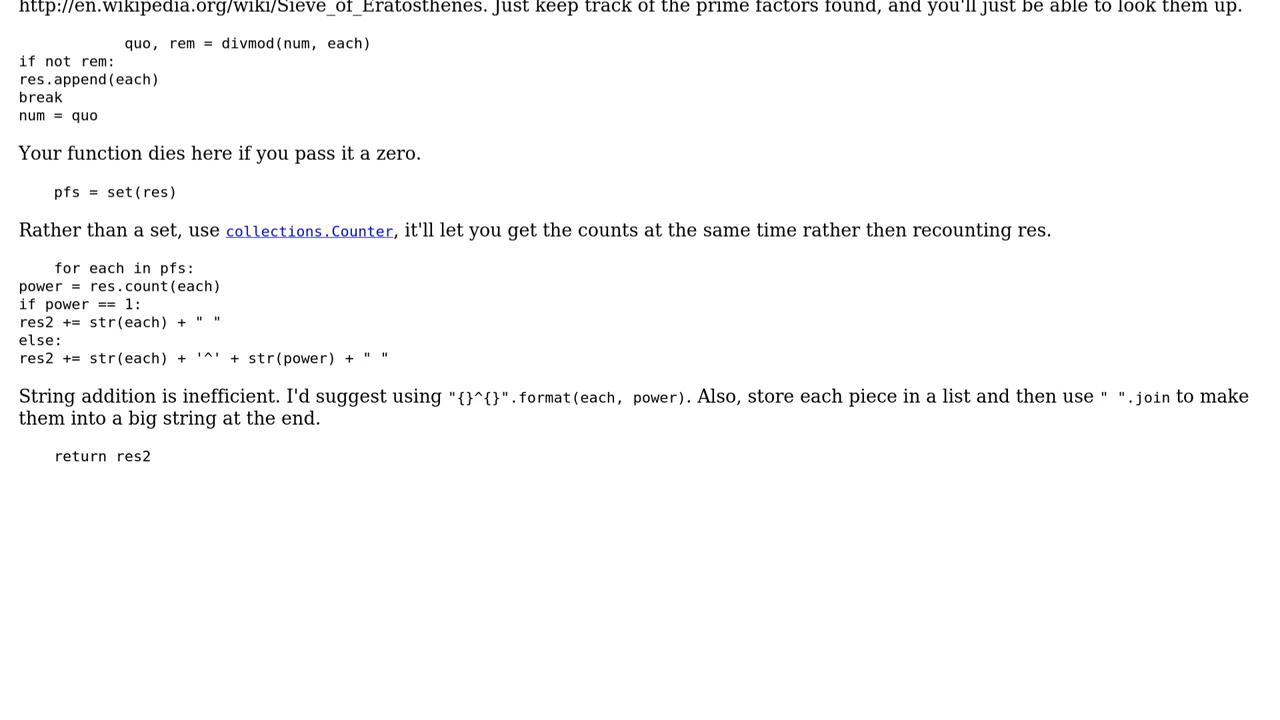 http://en.wikipedia.org/wiki/Sieve_of_Eratosthenes. Just keep track of the prime factors found, and you'll just be able to look them up.
quo, rem = divmod(num, each)
if not rem:
res.append(each)
break
num = quo
Your function dies here if you pass it a zero.
pfs = set(res)
Rather than a set, use collections.Counter, it'll let you get the counts at the same time rather then recounting res.
for each in pfs:
power = res.count(each)
if power == 1:
res2 += str(each) + " "
else:
res2 += str(each) + '^' + str(power) + " "
String addition is inefficient. I'd suggest using "{}^{}".format(each, power). Also, store each piece in a list and then use " ".join to make
them into a big string at the end.
return res2